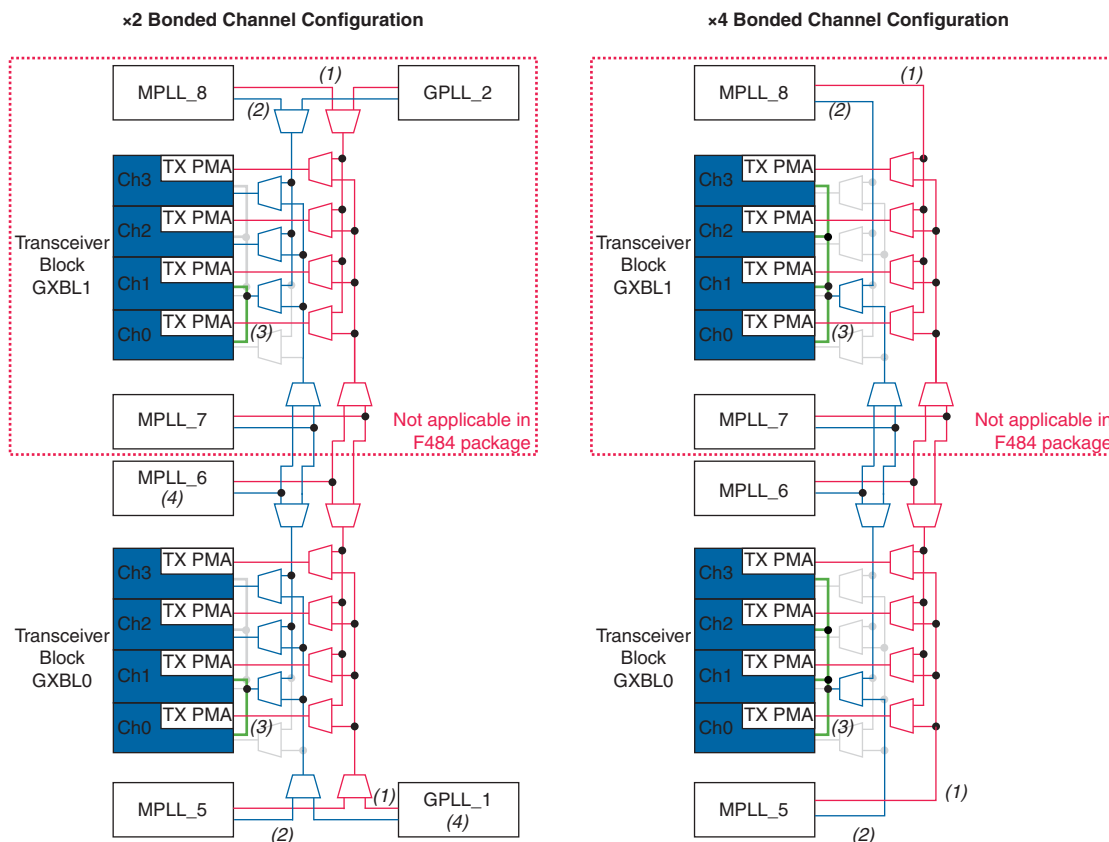 ×2 Bonded Channel Configuration
MPLL_8
(1)
(2)
GPLL_2
TX PMA
Ch3
TX PMA
Ch2
TX PMA
Ch1
TX PMA
Ch0
(3)
Transceiver
Block
GXBL1
MPLL_7
Not applicable in
F484 package
MPLL_6
(4)
TX PMA
Ch3
TX PMA
Ch2
TX PMA
Ch1
TX PMA
Ch0
(3)
Transceiver
Block
GXBL0
MPLL_5
(2)
(1)
GPLL_1
(4)
×4 Bonded Channel Configuration
MPLL_8
(1)
(2)
TX PMA
Ch3
TX PMA
Ch2
TX PMA
Ch1
TX PMA
Ch0
(3)
Transceiver
Block
GXBL1
MPLL_7
Not applicable in
F484 package
MPLL_6
TX PMA
Ch3
TX PMA
Ch2
TX PMA
Ch1
TX PMA
Ch0
(3)
Transceiver
Block
GXBL0
MPLL_5
(1)
(2)